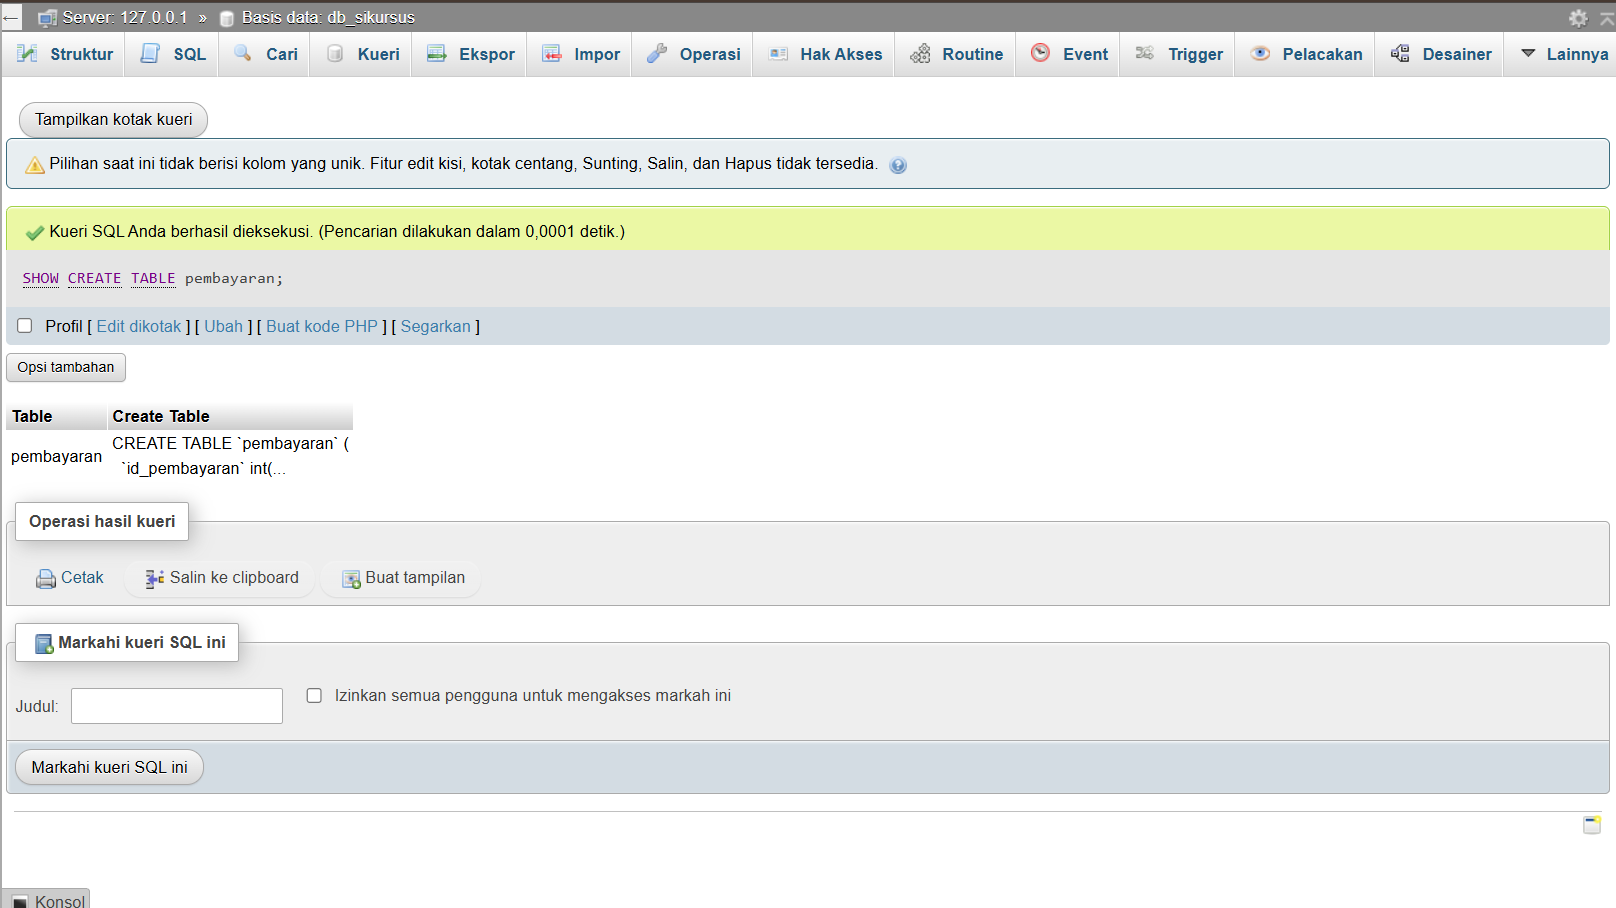 Server: 127.0.0.1 » Basis data: db_sikursus
Struktur SQL Cari Kueri Ekspor Impor Operasi Hak Akses Routine Event Trigger Pelacakan Desainer Lainnya
Tampilkan kotak kueri
Pilihan saat ini tidak berisi kolom yang unik. Fitur edit kisi, kotak centang, Sunting, Salin, dan Hapus tidak tersedia.
Kueri SQL Anda berhasil dieksekusi. (Pencarian dilakukan dalam 0,0001 detik.)
SHOW CREATE TABLE pembayaran;
Profil [ Edit dikotak ] [ Ubah ] [ Buat kode PHP ] [ Segarkan ]
Opsi tambahan
Table Create Table
pembayaran CREATE TABLE `pembayaran` (
`id_pembayaran` int(...
Operasi hasil kueri
Cetak Salin ke clipboard Buat tampilan
Markahi kueri SQL ini
Judul: Izinkan semua pengguna untuk mengakses markah ini
Markahi kueri SQL ini
Konsol